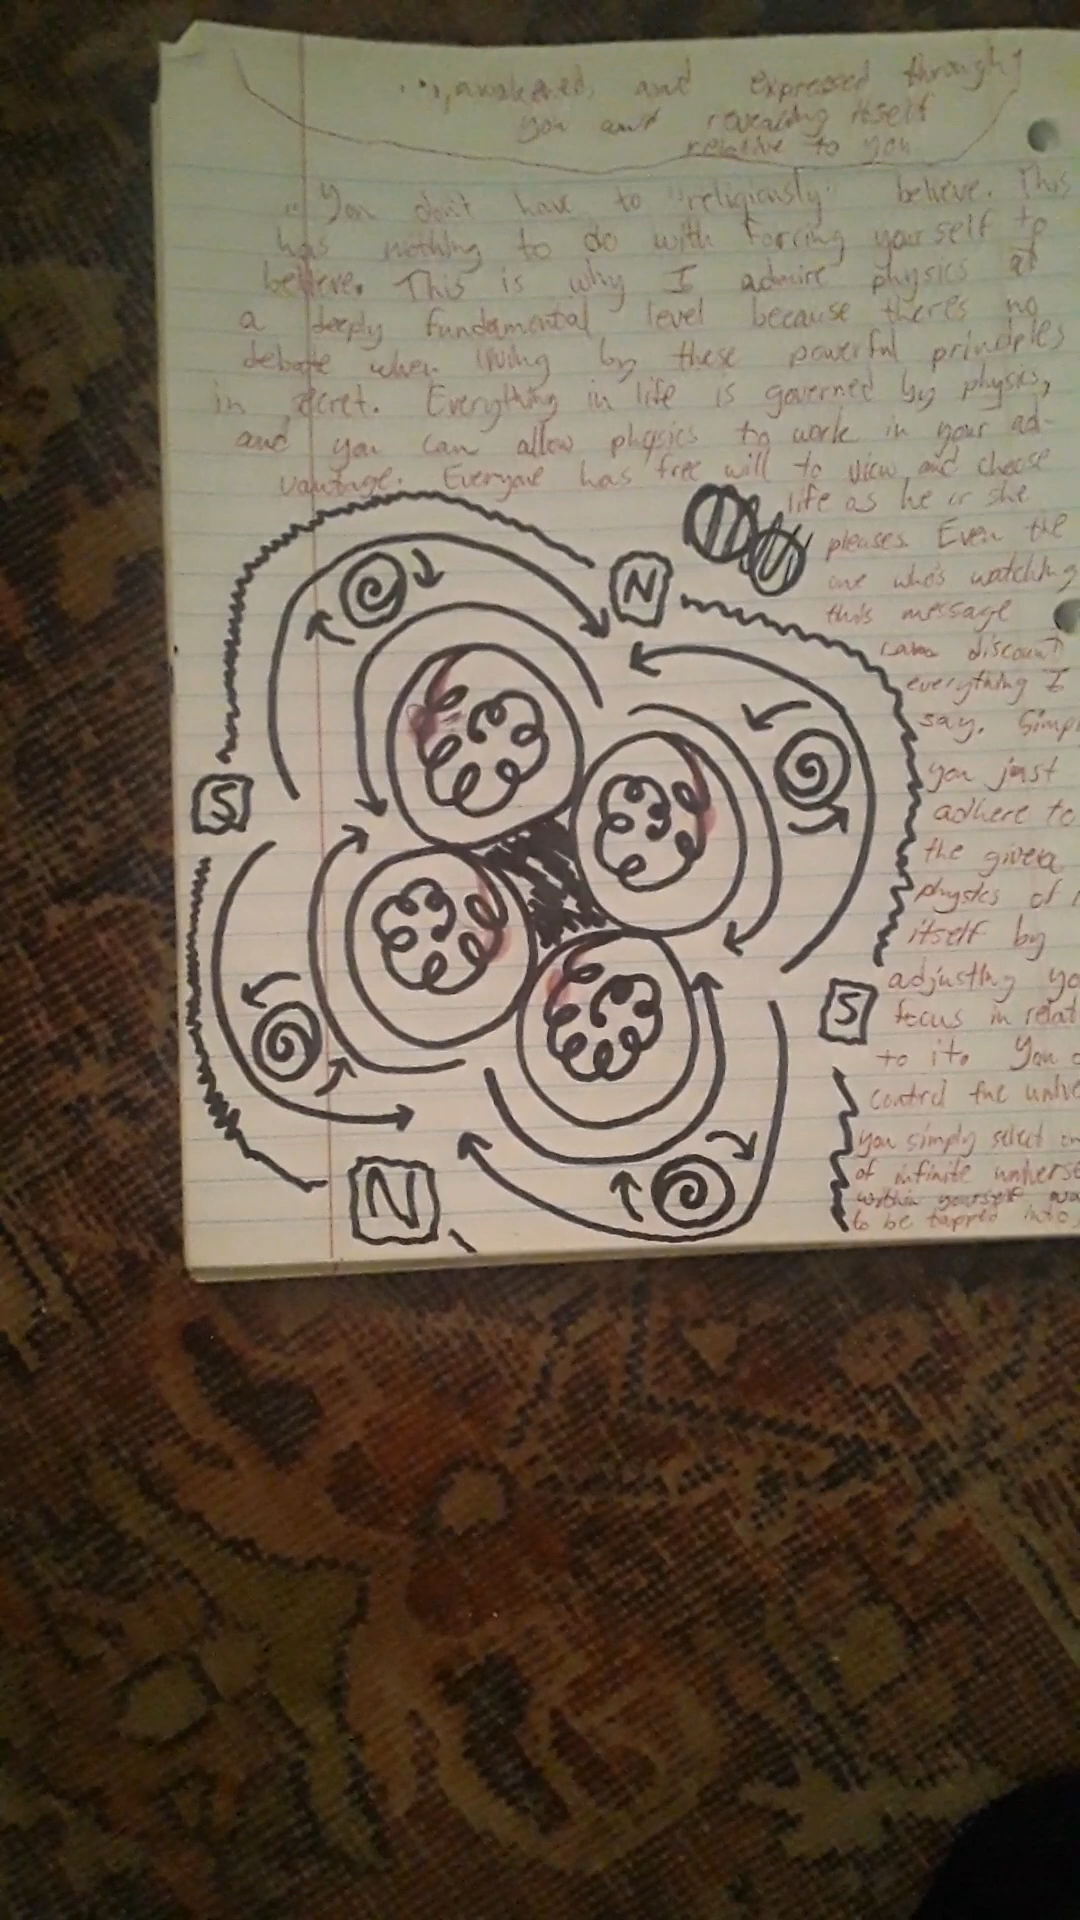 ..., awakened, and expressed through
you and revealing itself
relative to you
"You don't have to "religiously" believe. This
has nothing to do with forcing yourself to
believe. This is why I admire physics at
a deeply fundamental level because theres no
debate when living by these powerful principles
in secret. Everything in life is governed by physics,
and you can allow physics to work in your ad-
vantage. Everyone has free will to view and choose
life as he or she
pleases. Even the
one who's watching
this message
can discount
everything I
say. Simp
you just
adhere to
the given
physics of
itself by
adjusting yo
focus in relat
to it. You
control the unive
you simply select
of infinite universe
within yourself
to be tapped into,
N
S
S
N